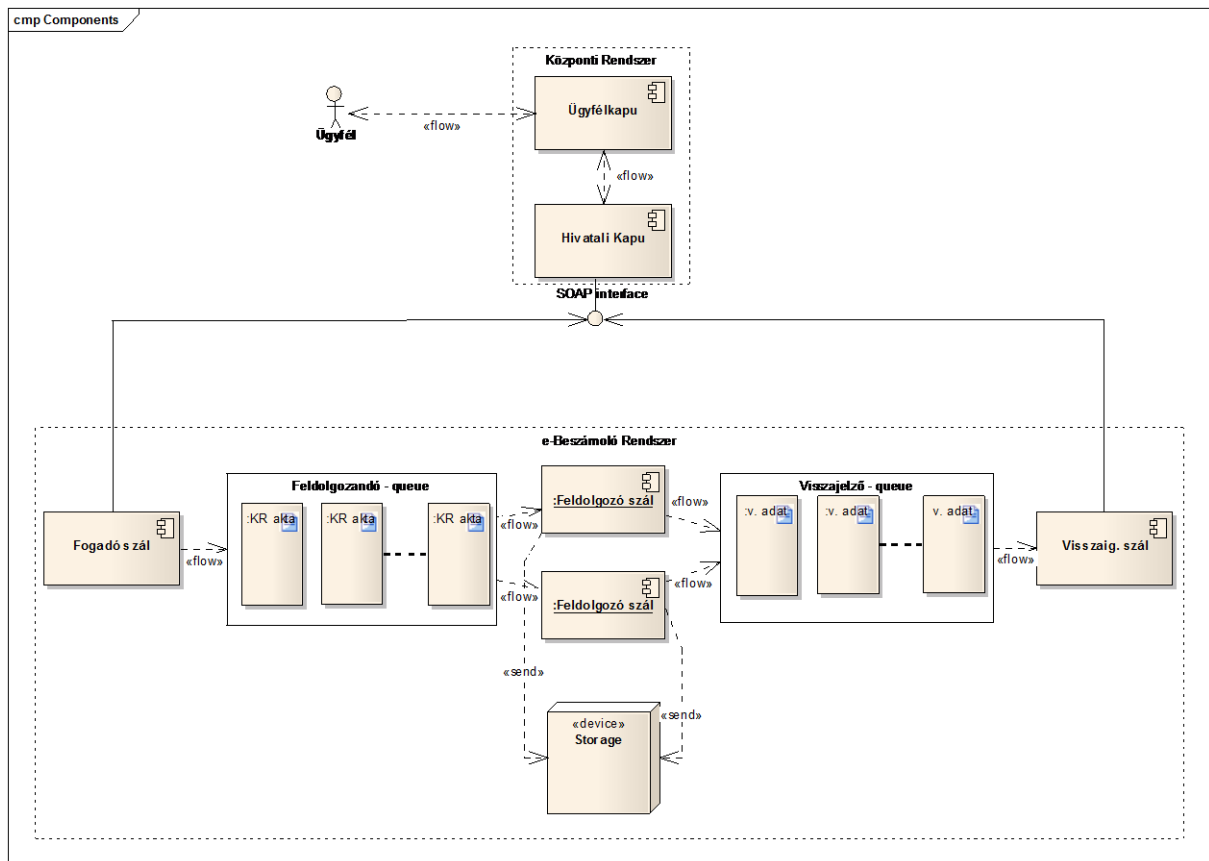 cmp Components
Központi Rendszer
Ügyfélkapu
«flow»
Ügyfél
«flow»
Hivatali Kapu
SOAP interface
e-Beszámoló Rendszer
Feldolgozandó - queue
:KR akta
:KR akta
:KR akta
:Feldolgozó szál
Visszajelző - queue
:v. adat
:v. adat
v. adat
Fogadó szál
«flow»
«flow»
«flow»
Visszaig. szál
«flow»
«flow»
:Feldolgozó szál
«flow»
«send»
«send»
«device»
Storage